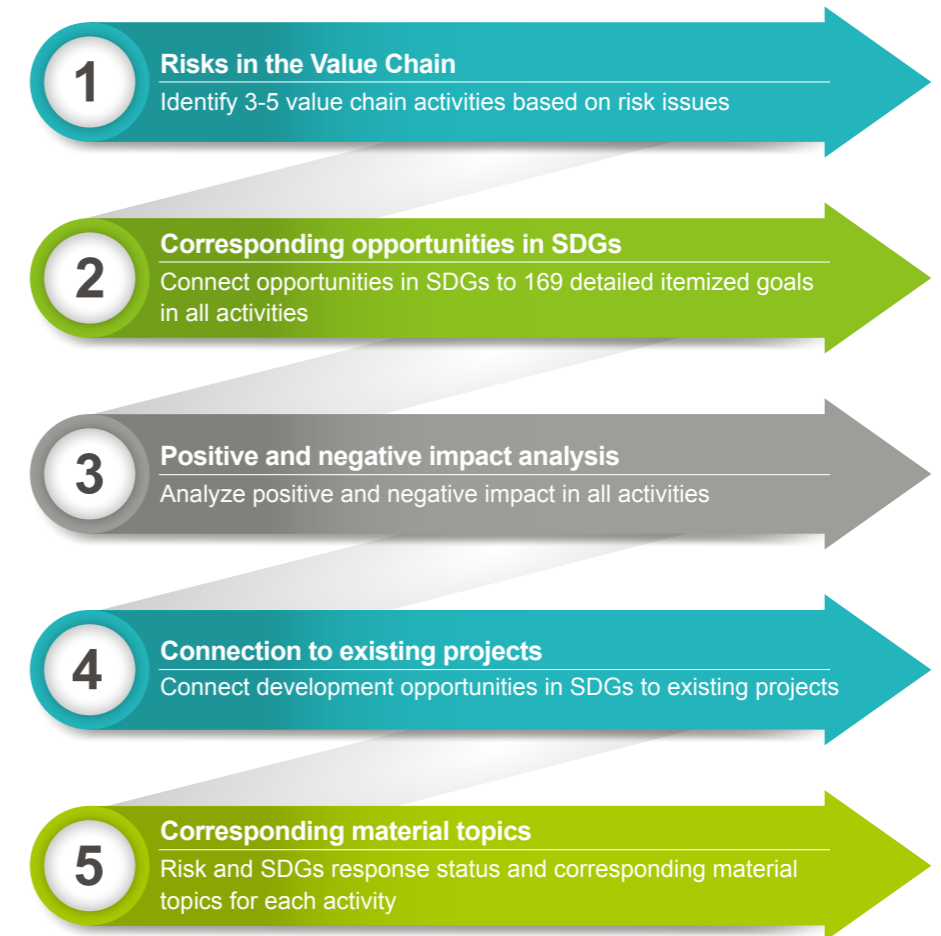 1
Risks in the Value Chain
Identify 3-5 value chain activities based on risk issues
2
Corresponding opportunities in SDGs
Connect opportunities in SDGs to 169 detailed itemized goals
in all activities
3
Positive and negative impact analysis
Analyze positive and negative impact in all activities
4
Connection to existing projects
Connect development opportunities in SDGs to existing projects
5
Corresponding material topics
Risk and SDGs response status and corresponding material
topics for each activity